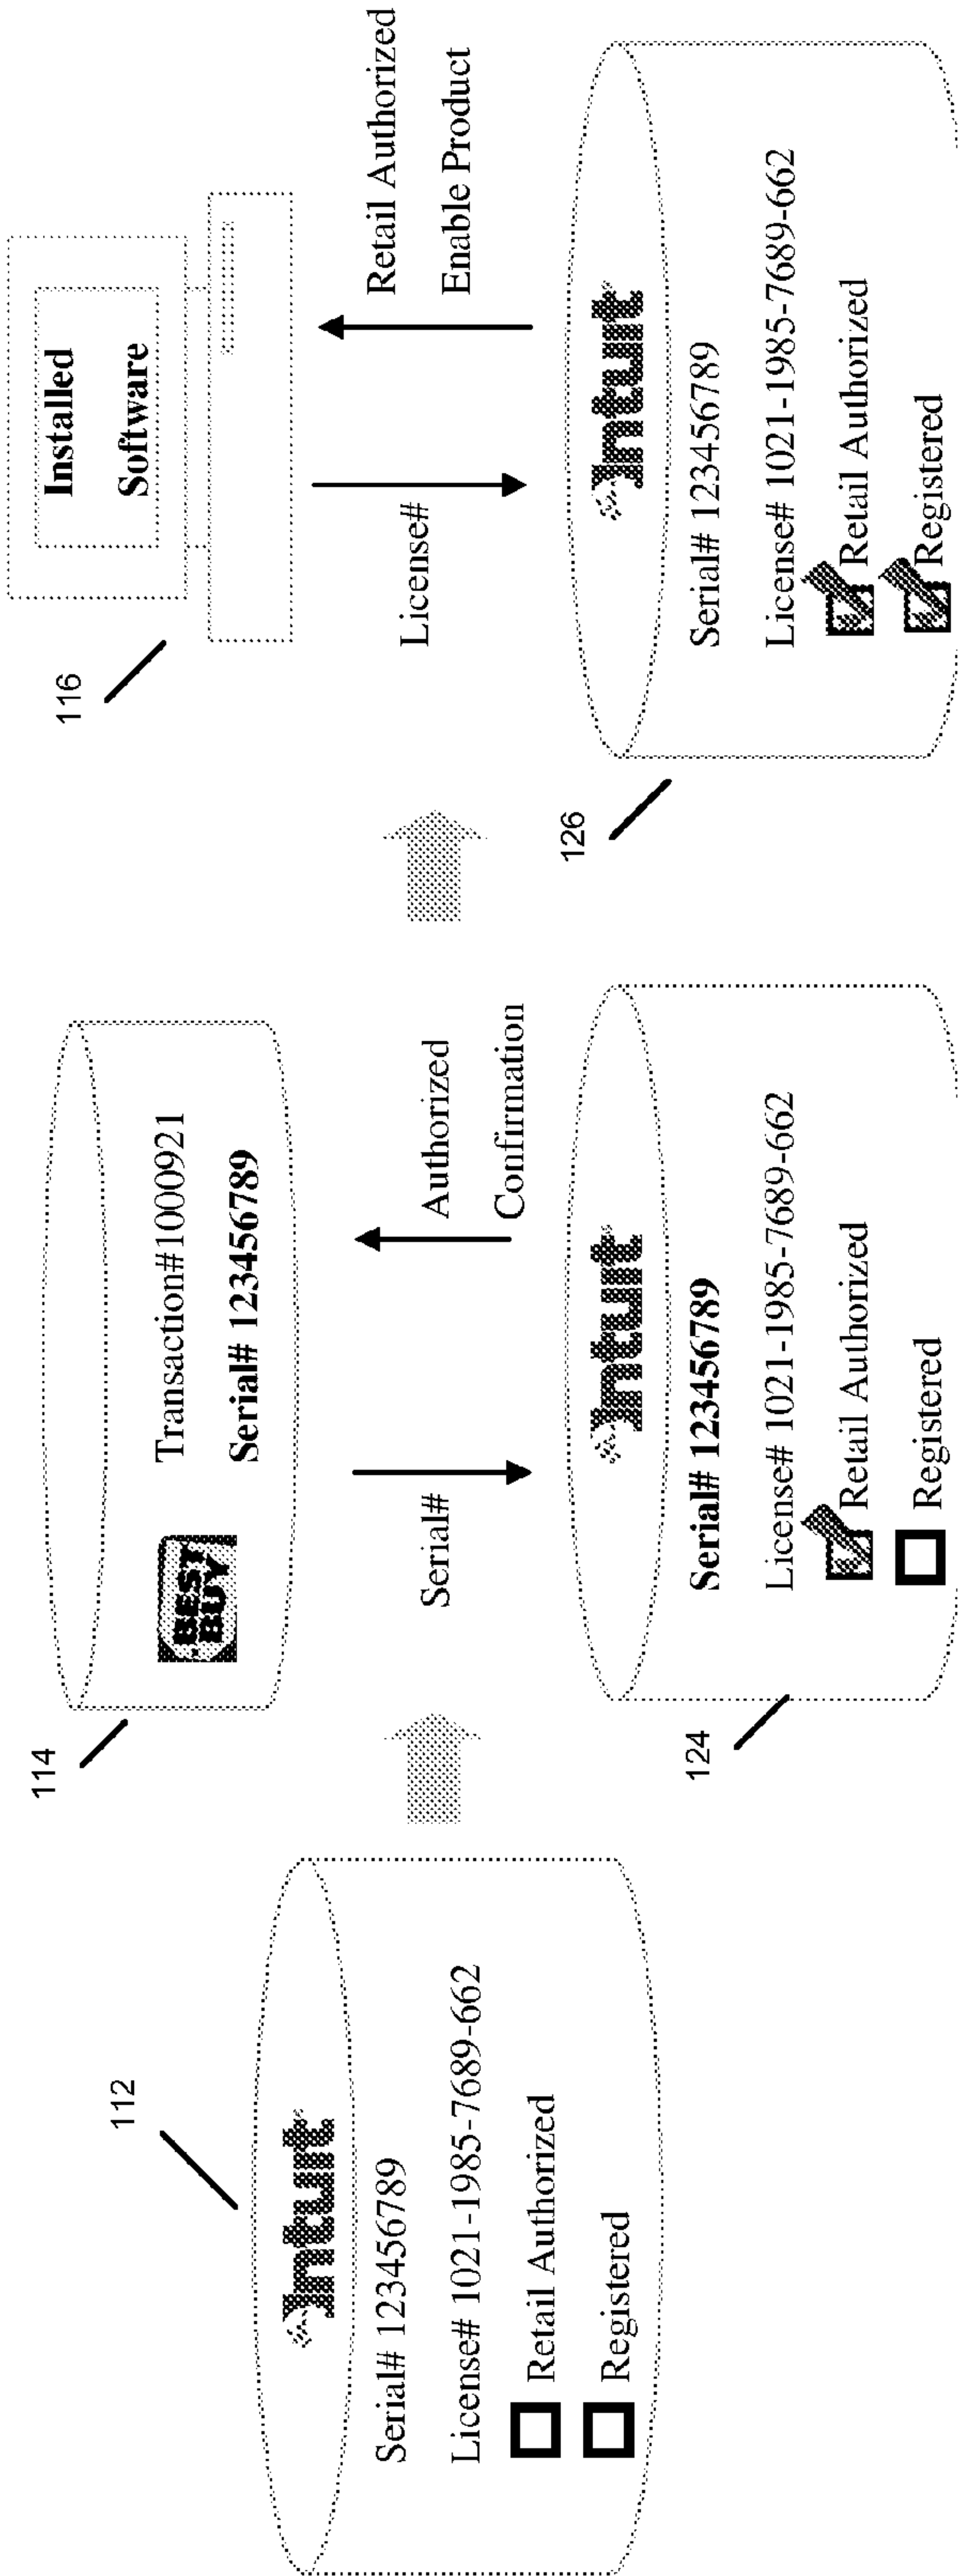 112
Intuit
Serial# 123456789
License# 1021-1985-7689-662
Retail Authorized
Registered
114
BEST
BUY
Transaction#1000921
Serial# 123456789
Serial#
Authorized
Confirmation
124
Intuit
Serial# 123456789
License# 1021-1985-7689-662
Retail Authorized
Registered
116
Installed
Software
License#
Retail Authorized
Enable Product
126
Intuit
Serial# 123456789
License# 1021-1985-7689-662
Retail Authorized
Registered